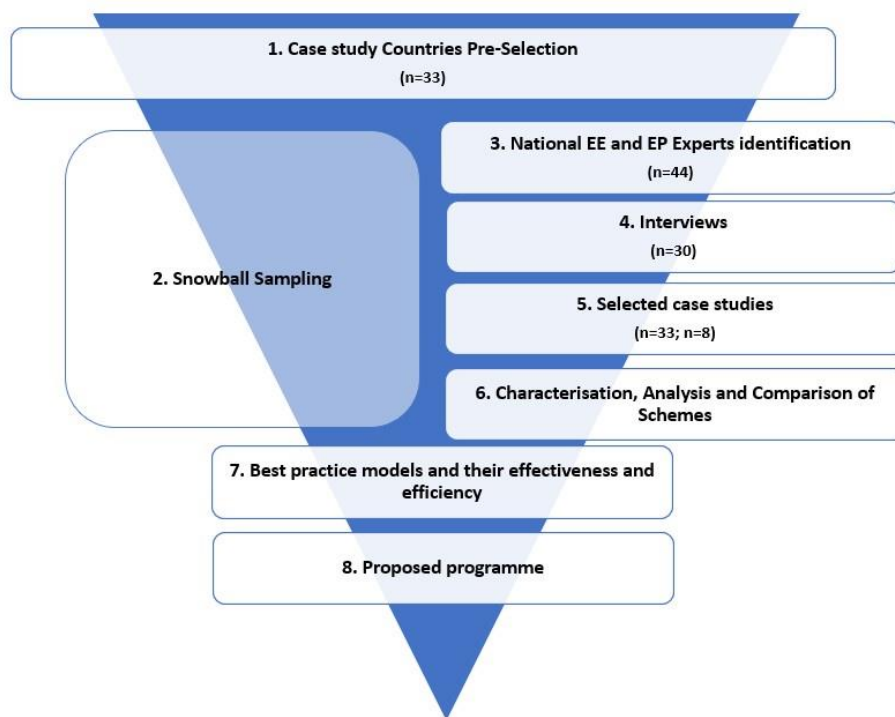 1. Case study Countries Pre-Selection
(n=33)
2. Snowball Sampling
3. National EE and EP Experts identification
(n=44)
4. Interviews
(n=30)
5. Selected case studies
(n=33; n=8)
6. Characterisation, Analysis and Comparison of
Schemes
7. Best practice models and their effectiveness and
efficiency
8. Proposed programme